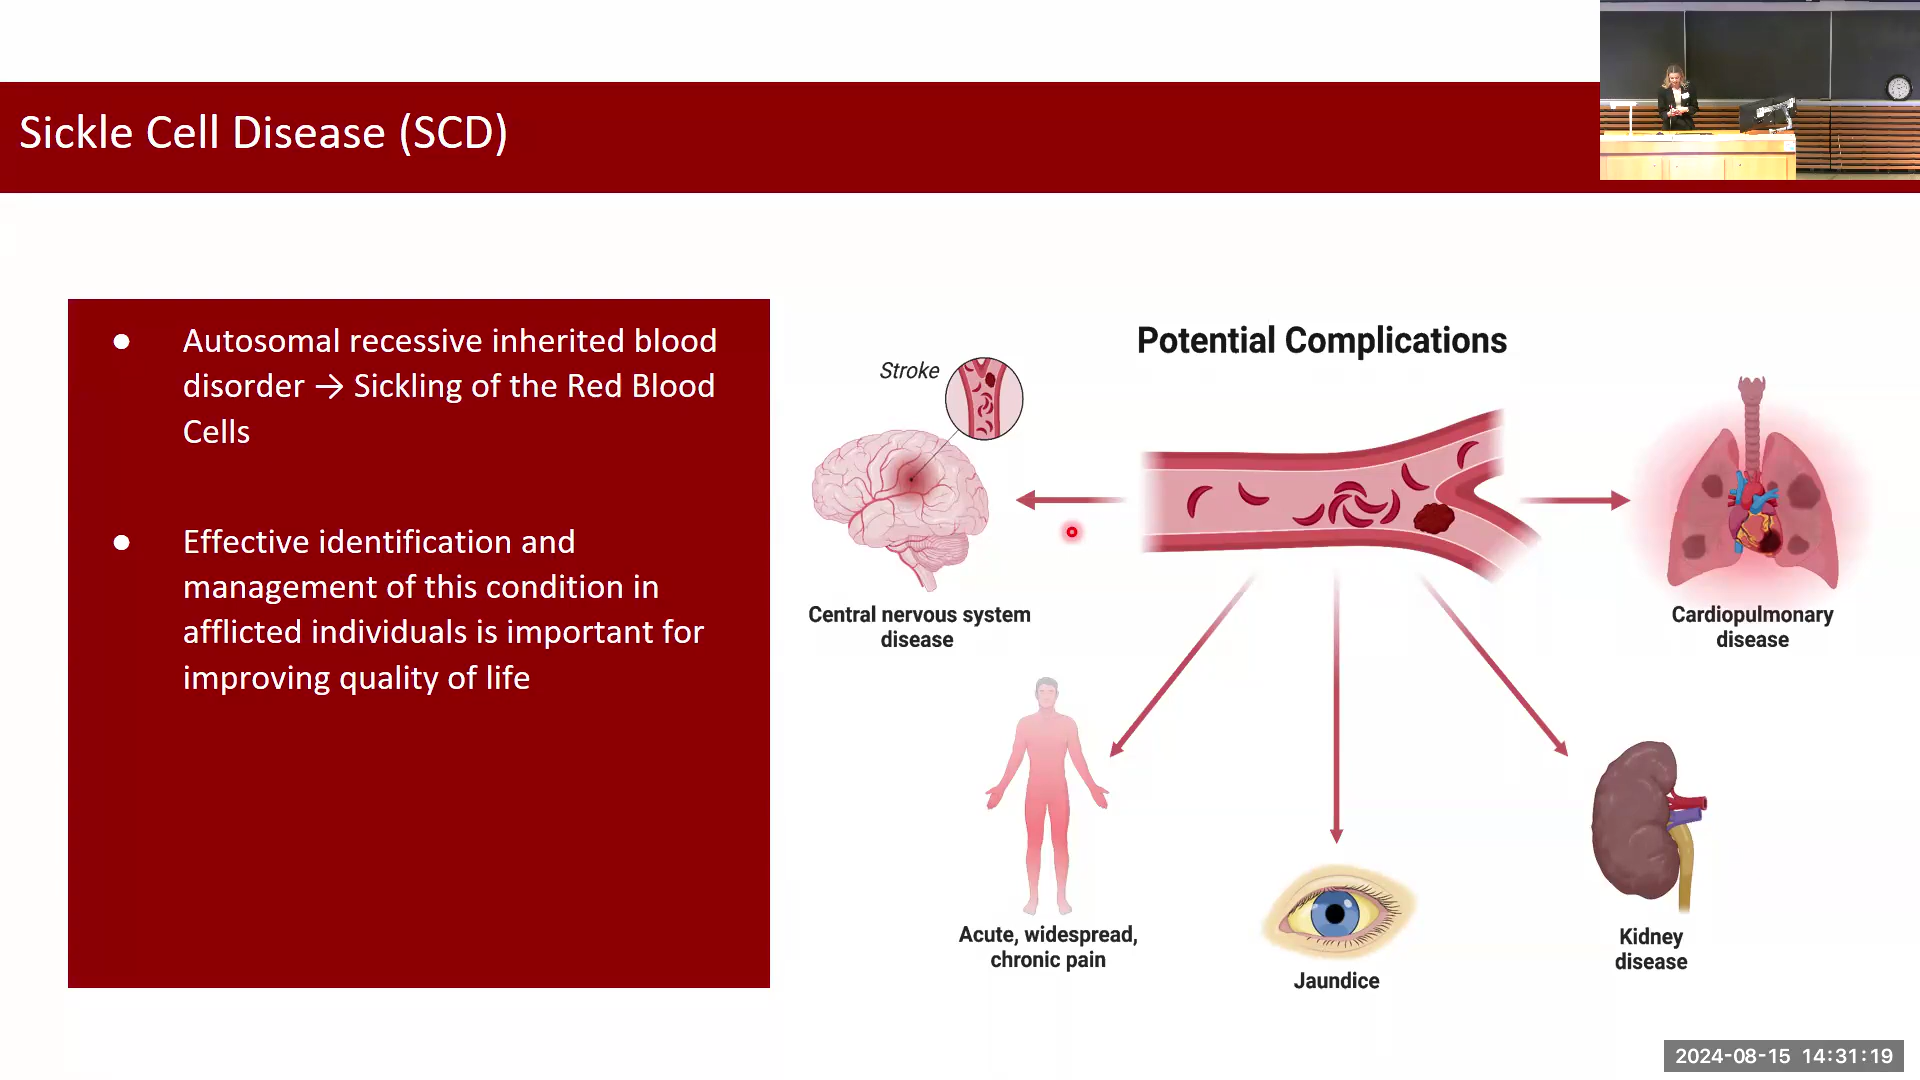 Sickle Cell Disease (SCD)
● Autosomal recessive inherited blood
disorder → Sickling of the Red Blood
Cells
● Effective identification and
management of this condition in
afflicted individuals is important for
improving quality of life
Potential Complications
Stroke
Central nervous system
disease
Cardiopulmonary
disease
Acute, widespread,
chronic pain
Jaundice
Kidney
disease
2024-08-15 14:31:19